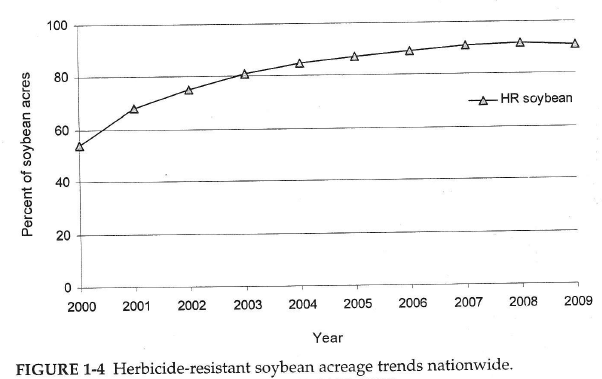 100
80
60
40
20
0
Percent of soybean acres
HR soybean
2000 2001 2002 2003 2004 2005 2006 2007 2008 2009
Year
FIGURE 1-4 Herbicide-resistant soybean acreage trends nationwide.